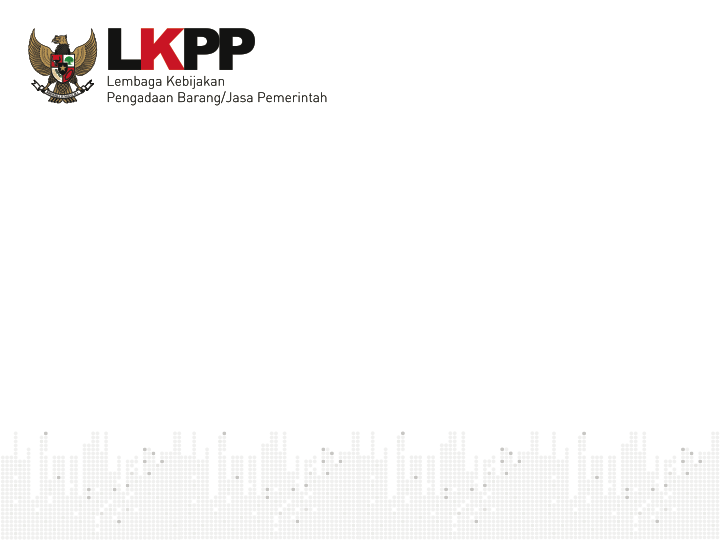 LKPP
Lembaga Kebijakan
Pengadaan Barang/Jasa Pemerintah